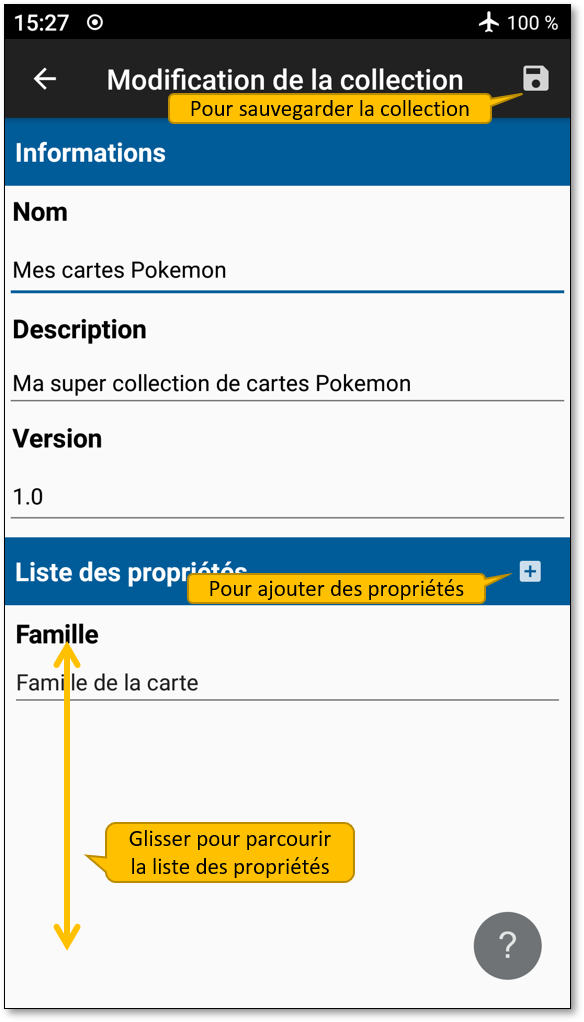 15:27 100 %
Modification de la collection
Pour sauvegarder la collection
Informations
Nom
Mes cartes Pokemon
Description
Ma super collection de cartes Pokemon
Version
1.0
Liste des propriétés
Pour ajouter des propriétés
Famille
Famille de la carte
Glisser pour parcourir
la liste des propriétés
?